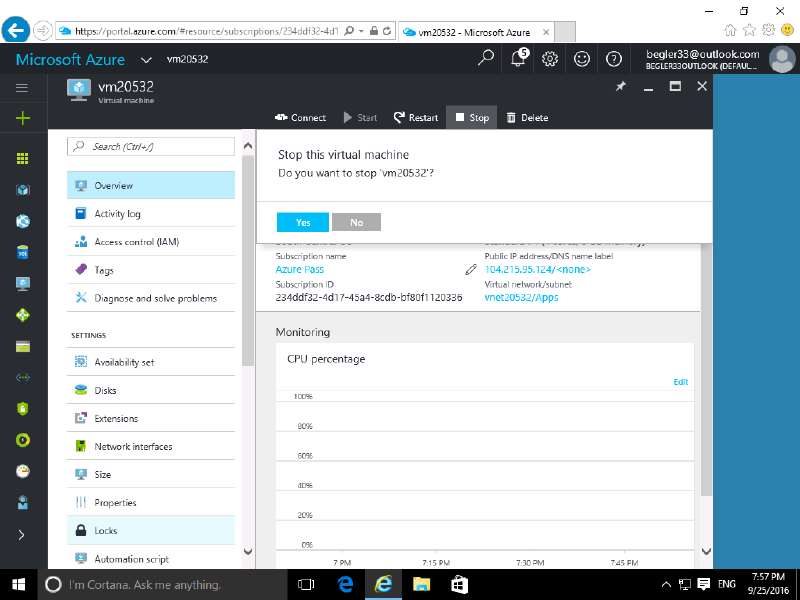 https://portal.azure.com/#resource/subscriptions/234ddf32-4d1
vm20532 - Microsoft Azure
Microsoft Azure
vm20532
5
begler33@outlook.com
BEGLER33OUTLOOK (DEFAUL...
vm20532
Virtual machine
Connect
Start
Restart
Stop
Delete
Search (Ctrl+/)
Overview
Activity log
Access control (IAM)
Tags
Diagnose and solve problems
SETTINGS
Availability set
Disks
Extensions
Network interfaces
Size
Properties
Locks
Automation script
Stop this virtual machine
Do you want to stop 'vm20532'?
Yes
No
Subscription name
Azure Pass
Subscription ID
234ddf32-4d17-45a4-8cdb-bf80f1120336
Public IP address/DNS name label
104.215.95.124/<none>
Virtual network/subnet
vnet20532/Apps
Monitoring
CPU percentage
Edit
100%
80%
60%
40%
20%
0%
7 PM
7:15 PM
7:30 PM
7:45 PM
I'm Cortana. Ask me anything.
ENG
7:57 PM
9/25/2016